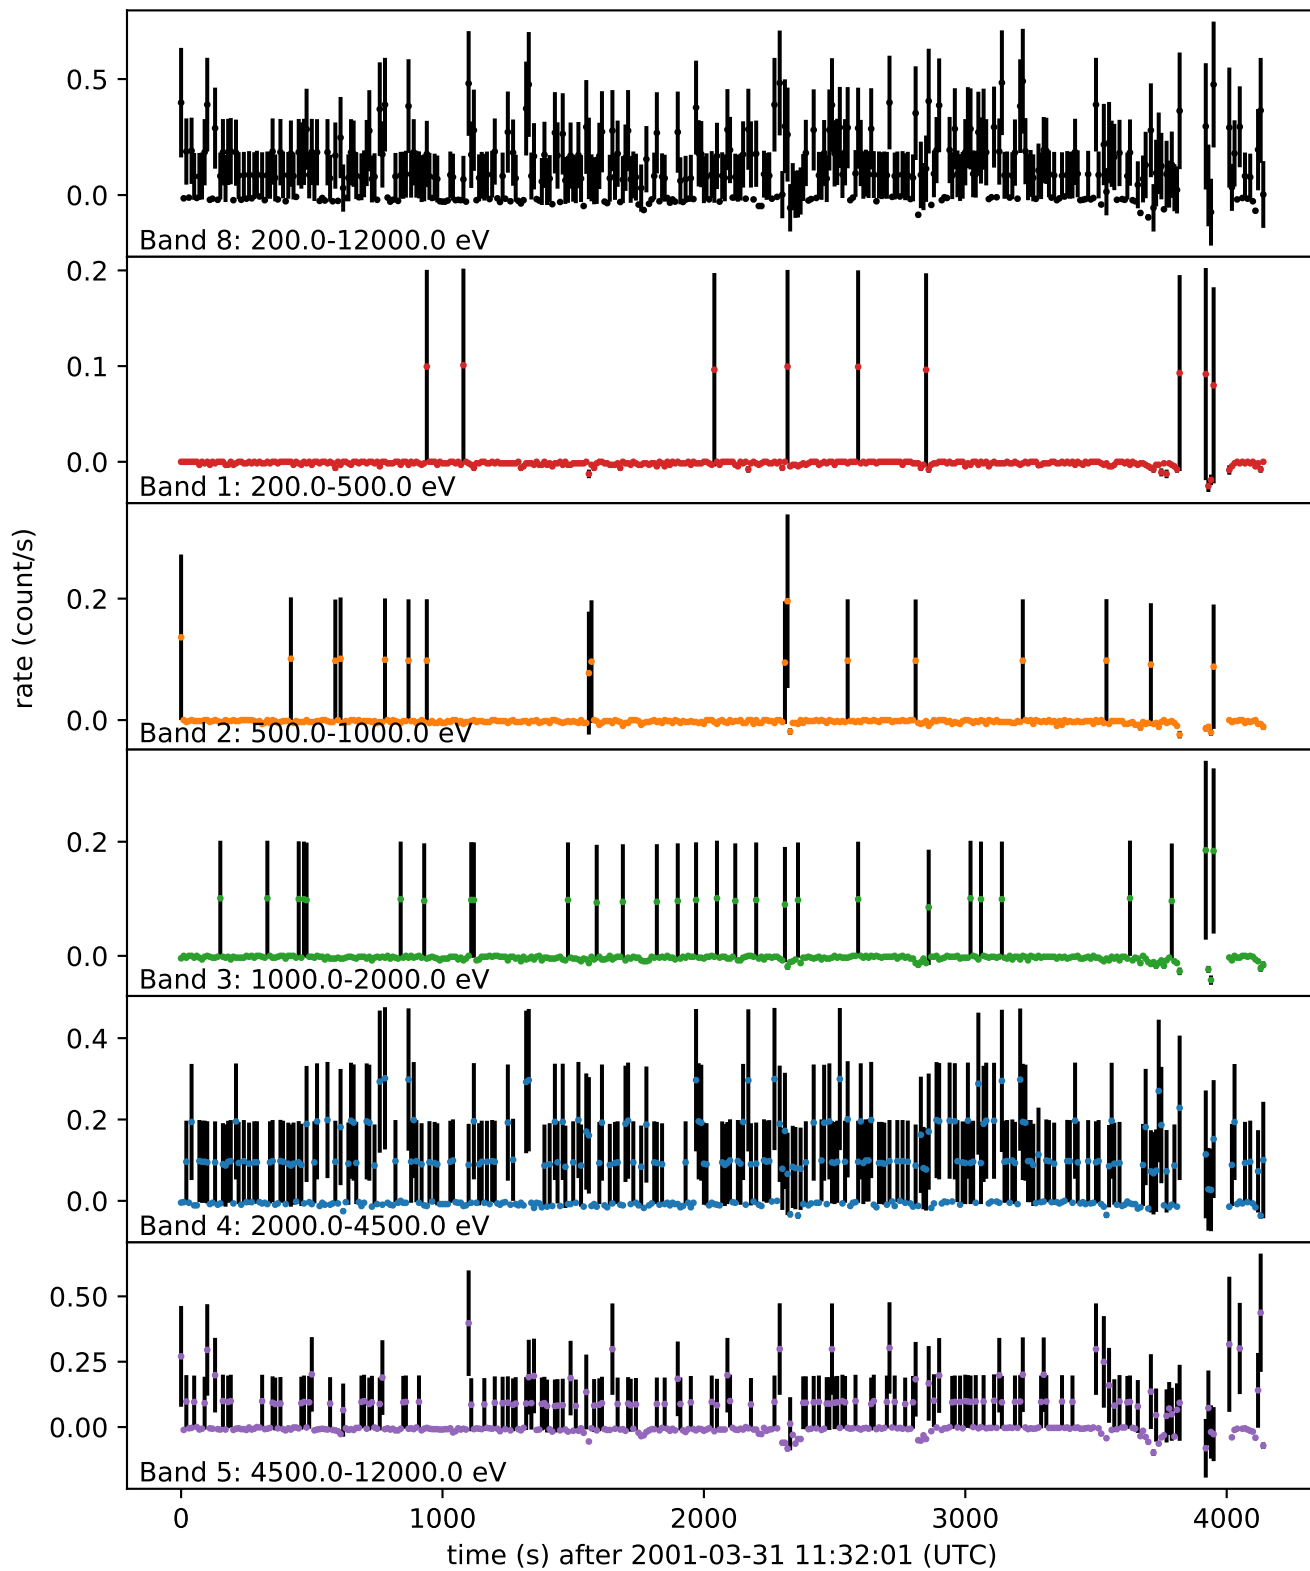 0.5
0.0
Band 8: 200.0-12000.0 eV
0.2
0.1
0.0
Band 1: 200.0-500.0 eV
rate (count/s)
0.2
0.0
Band 2: 500.0-1000.0 eV
0.2
0.0
Band 3: 1000.0-2000.0 eV
0.4
0.2
0.0
Band 4: 2000.0-4500.0 eV
0.50
0.25
0.00
Band 5: 4500.0-12000.0 eV
0 1000 2000 3000 4000
time (s) after 2001-03-31 11:32:01 (UTC)